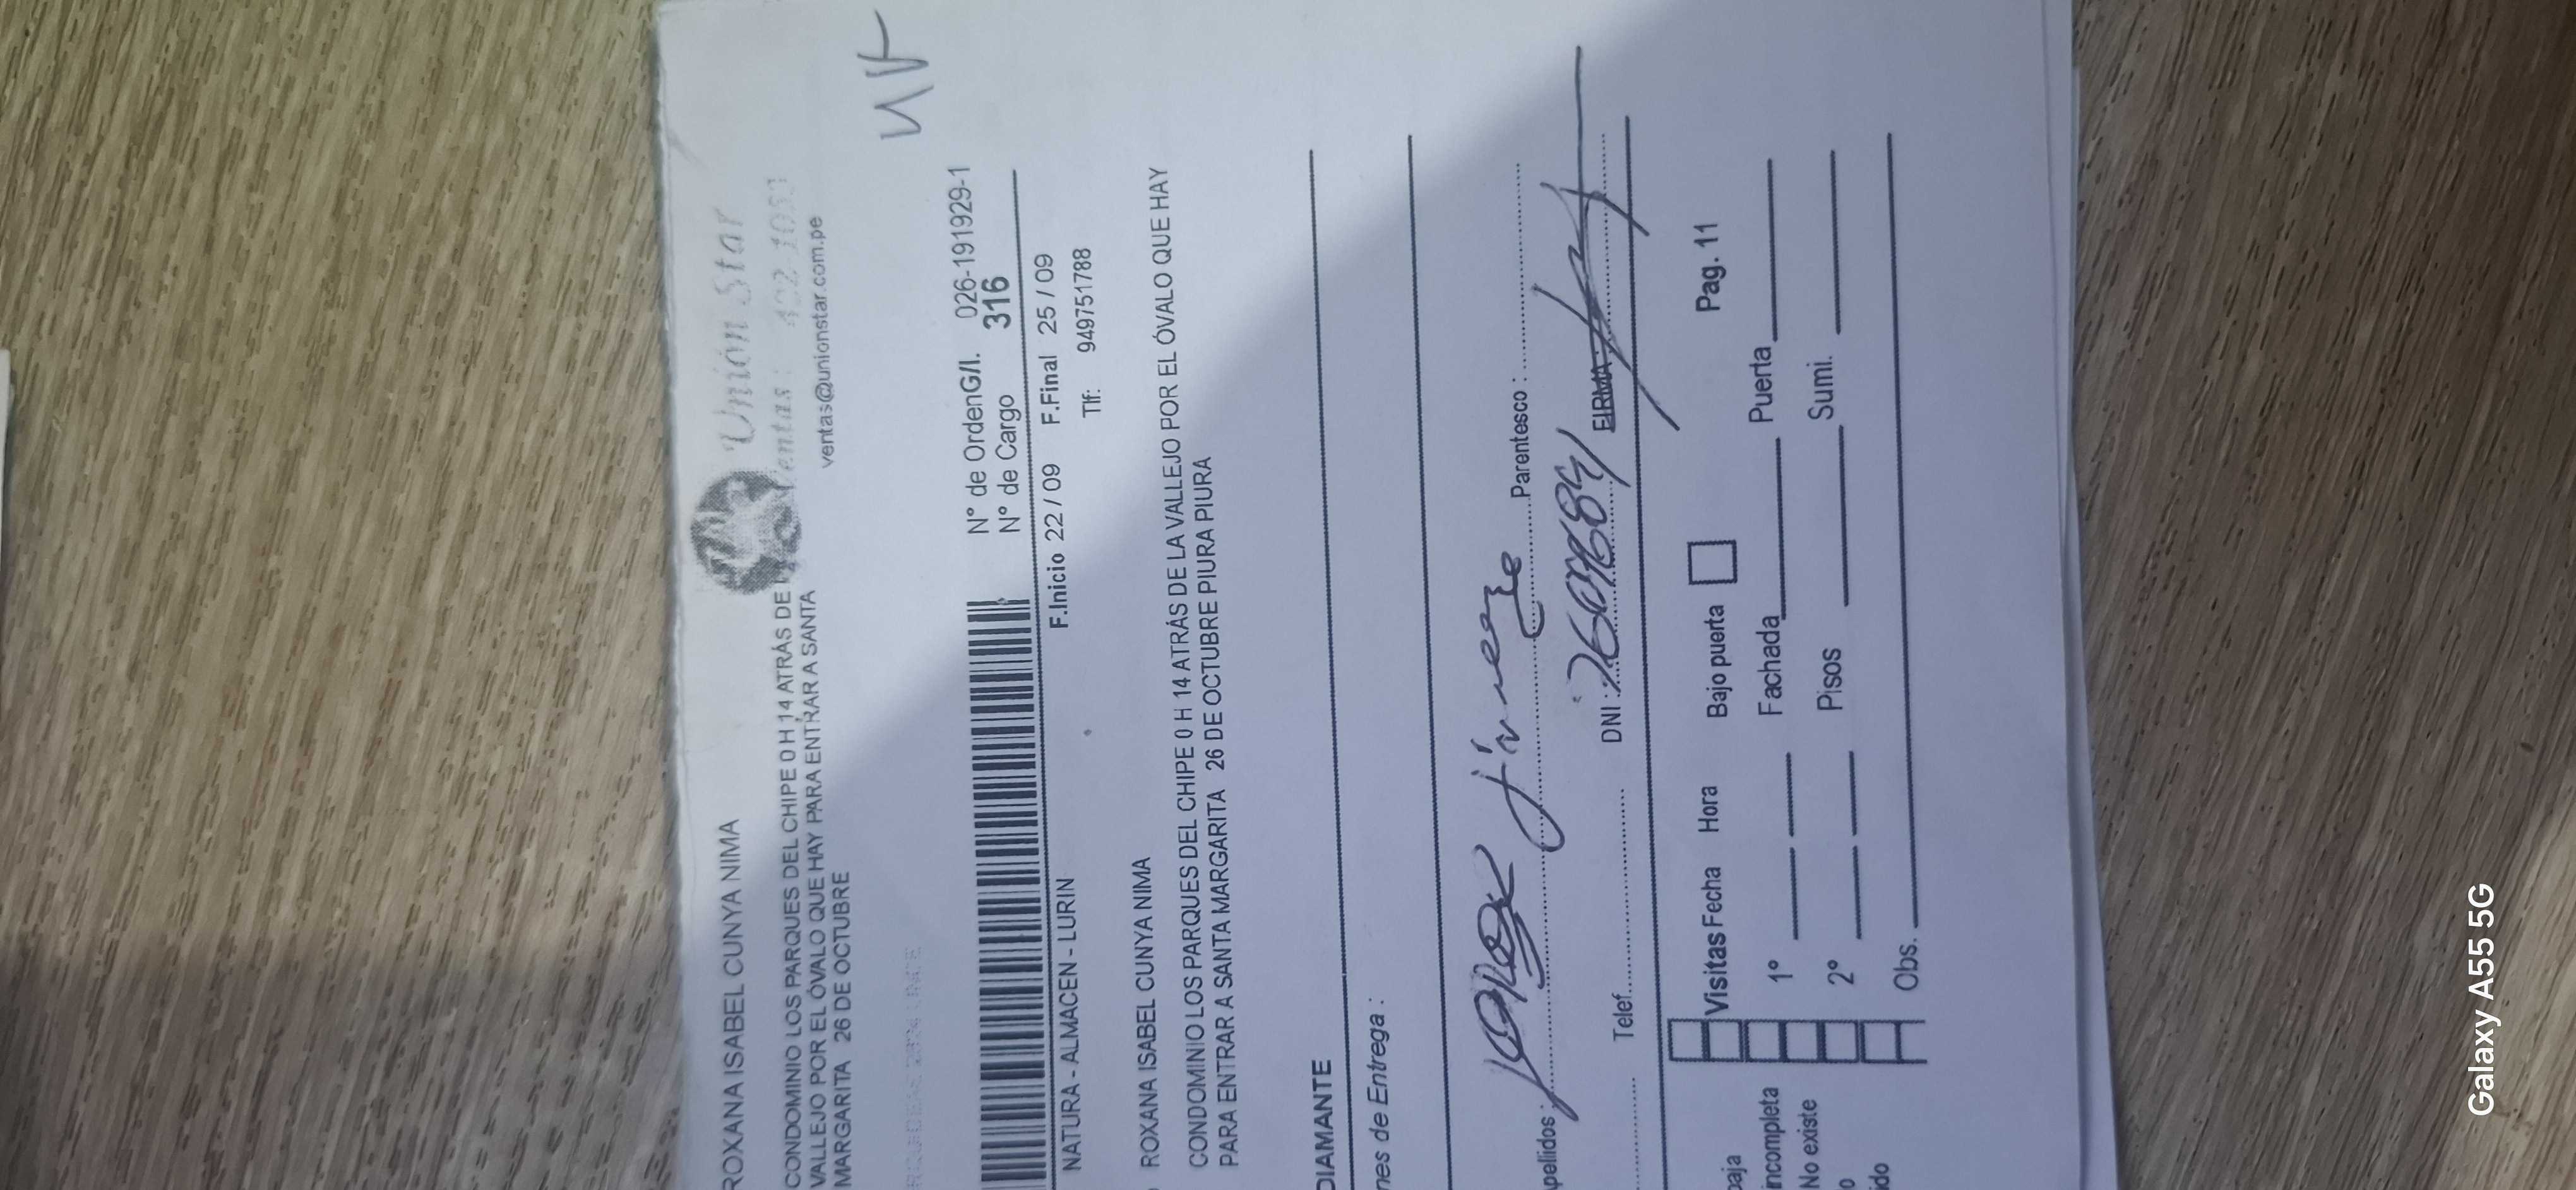 ROXANA ISABEL CUNYA NIMA
Unión Star
CONDOMINIO LOS PARQUES DEL CHIPE 0 H 14 ATRÁS DE
VALLEJO POR EL ÓVALO QUE HAY PARA ENTRAR A SANTA
MARGARITA 26 DE OCTUBRE
ventas@unionstar.com.pe
N° de OrdenG/I. 026-191929-1
N° de Cargo 316
NATURA - ALMACEN - LURIN F.Inicio 22 / 09 F.Final 25 / 09
Tlf: 949751788
ROXANA ISABEL CUNYA NIMA
CONDOMINIO LOS PARQUES DEL CHIPE 0 H 14 ATRÁS DE LA VALLEJO POR EL ÓVALO QUE HAY
PARA ENTRAR A SANTA MARGARITA 26 DE OCTUBRE PIURA PIURA
DIAMANTE
nes de Entrega :
pellidos : Parentesco :
Telef. DNI : FIRMA:
Visitas Fecha Hora Bajo puerta Pag. 11
1° Fachada Puerta
incompleta
No existe 2° Pisos Sumi.
Obs.
Galaxy A55 5G